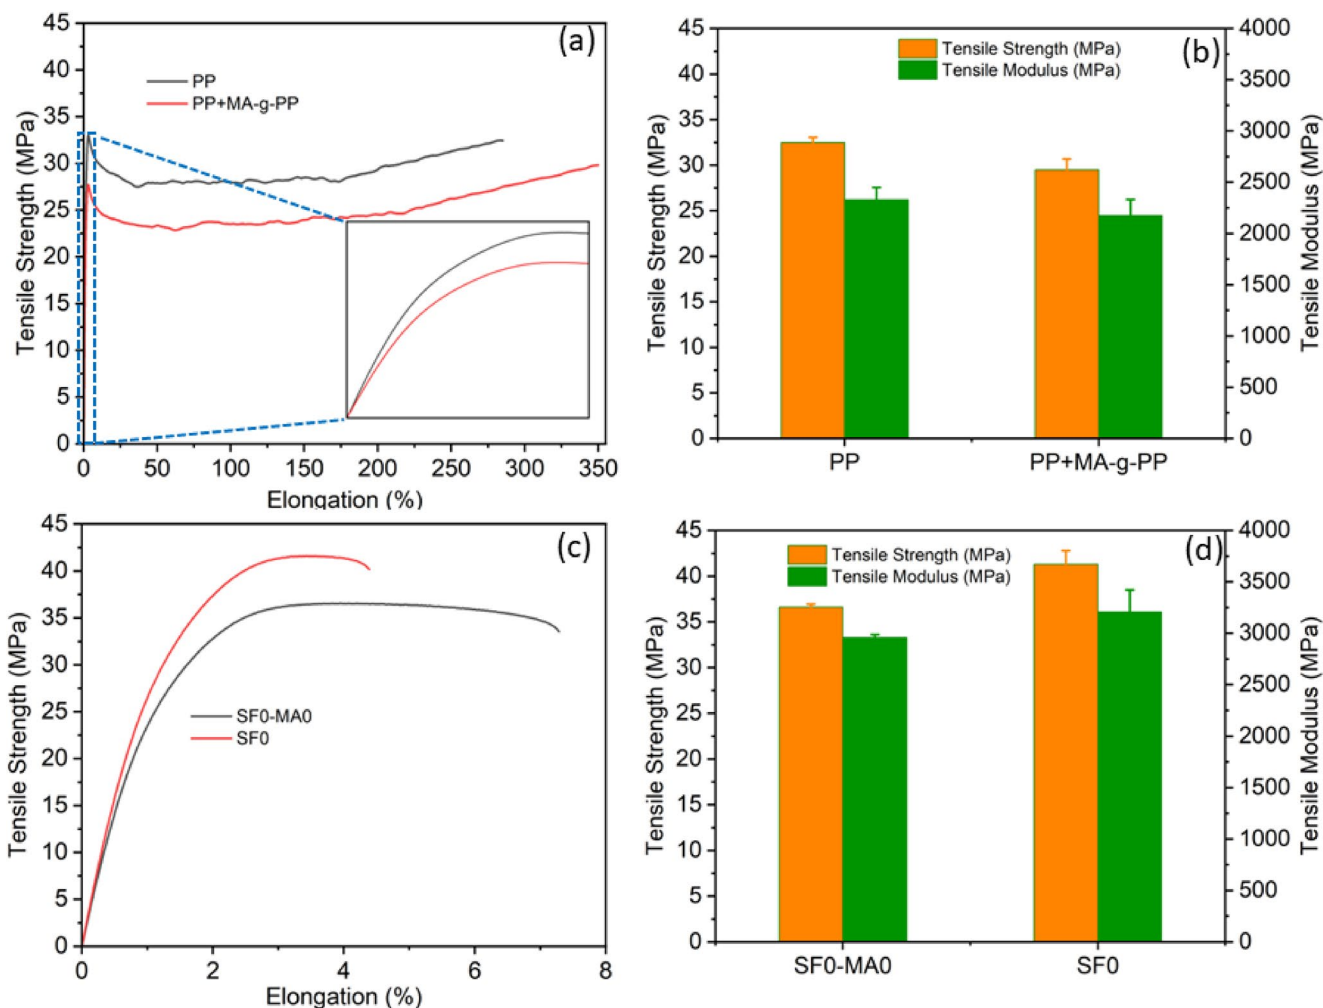 (a)
PP
PP+MA-g-PP
Tensile Strength (MPa)
45
40
35
30
25
20
15
10
5
0
0 50 100 150 200 250 300 350
Elongation (%)
(b)
Tensile Strength (MPa)
Tensile Modulus (MPa)
Tensile Strength (MPa)
45
40
35
30
25
20
15
10
5
0
4000
3500
3000
2500
2000
1500
1000
500
0
Tensile Modulus (MPa)
PP PP+MA-g-PP
(c)
SF0-MA0
SF0
Tensile Strength (MPa)
45
40
35
30
25
20
15
10
5
0
0 2 4 6 8
Elongation (%)
(d)
Tensile Strength (MPa)
Tensile Modulus (MPa)
Tensile Strength (MPa)
45
40
35
30
25
20
15
10
5
0
4000
3500
3000
2500
2000
1500
1000
500
0
Tensile Modulus (MPa)
SF0-MA0 SF0